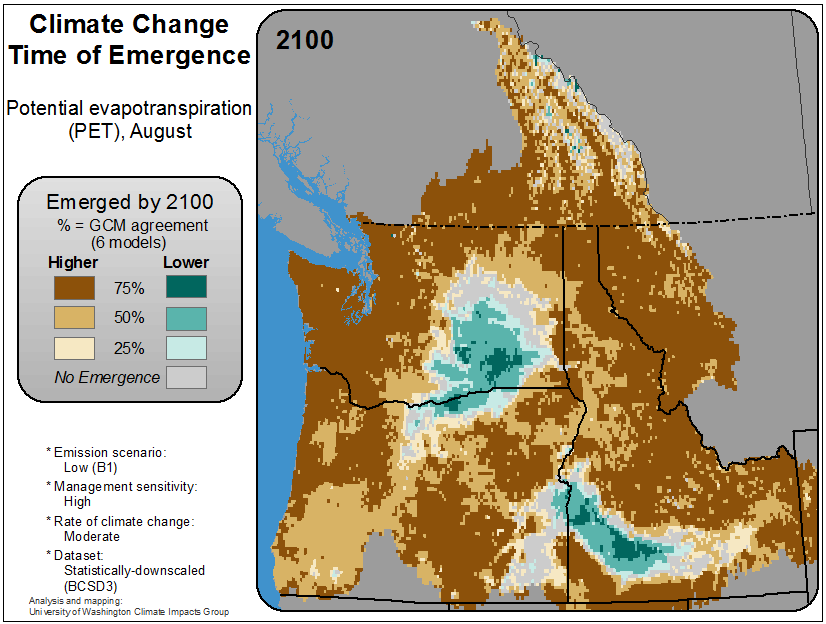 Climate Change
Time of Emergence
Potential evapotranspiration
(PET), August
Emerged by 2100
% = GCM agreement
(6 models)
Higher Lower
75%
50%
25%
No Emergence
* Emission scenario:
Low (B1)
* Management sensitivity:
High
* Rate of climate change:
Moderate
* Dataset:
Statistically-downscaled
(BCSD3)
Analysis and mapping:
University of Washington Climate Impacts Group
2100